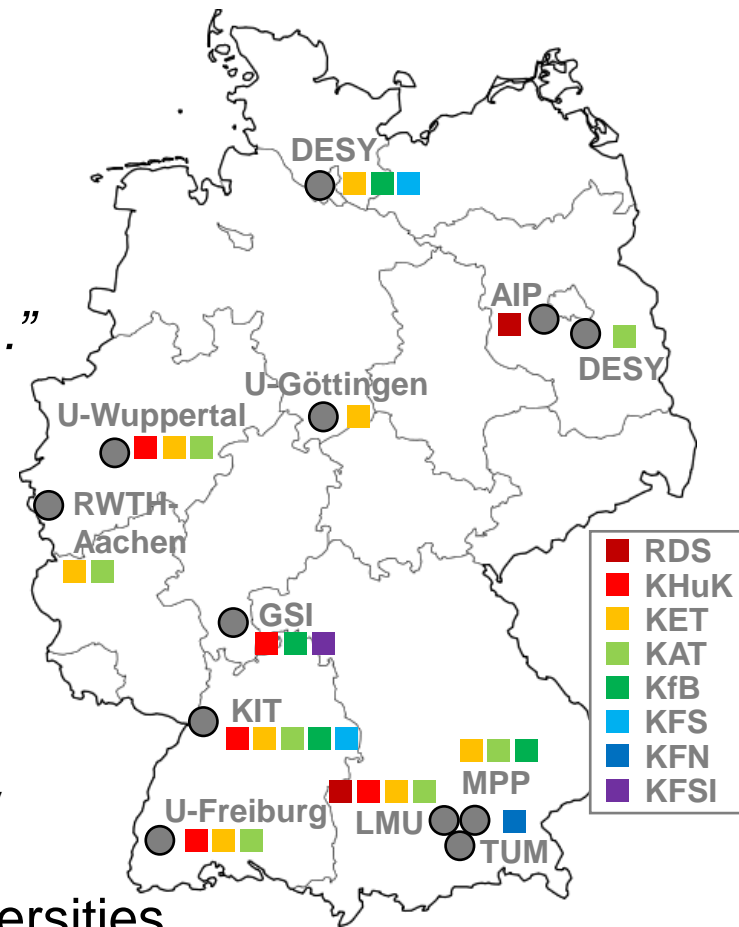 DESY
.”
AIP
DESY
U-Göttingen
U-Wuppertal
RWTH-
Aachen
RDS
KHuK
KET
KAT
KfB
KFS
KFN
KFSI
GSI
KIT
MPP
U-Freiburg
LMU
TUM
ersities